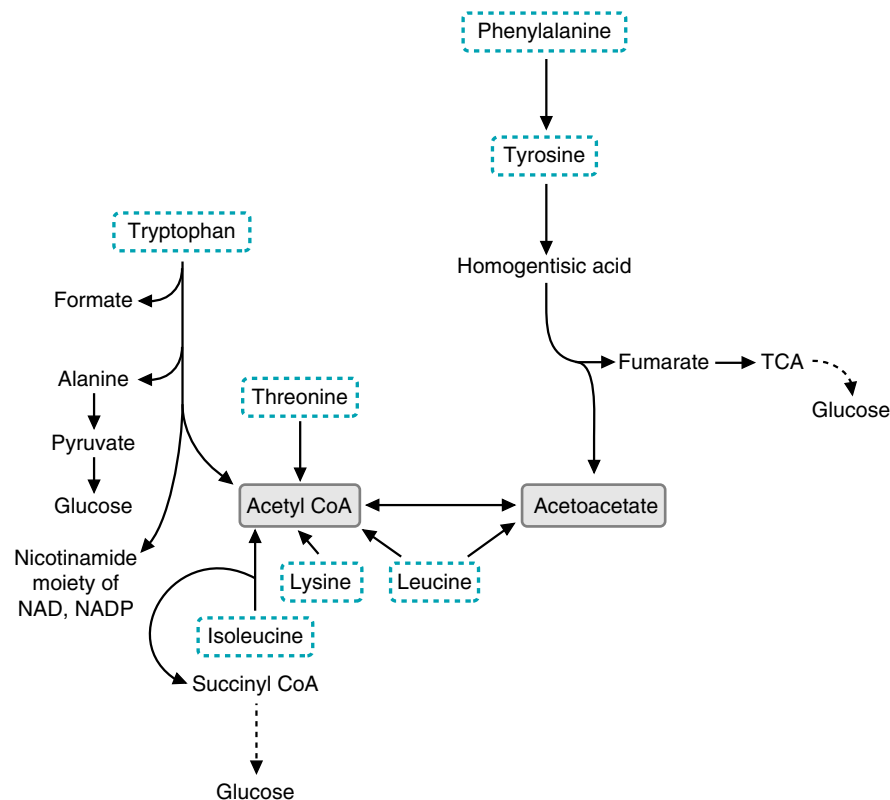 Phenylalanine
Tyrosine
Tryptophan
Homogentisic acid
Formate
Fumarate
TCA
Alanine
Threonine
Glucose
Pyruvate
Glucose
Acetyl CoA
Acetoacetate
Nicotinamide
moiety of
NAD, NADP
Lysine
Leucine
Isoleucine
Succinyl CoA
Glucose